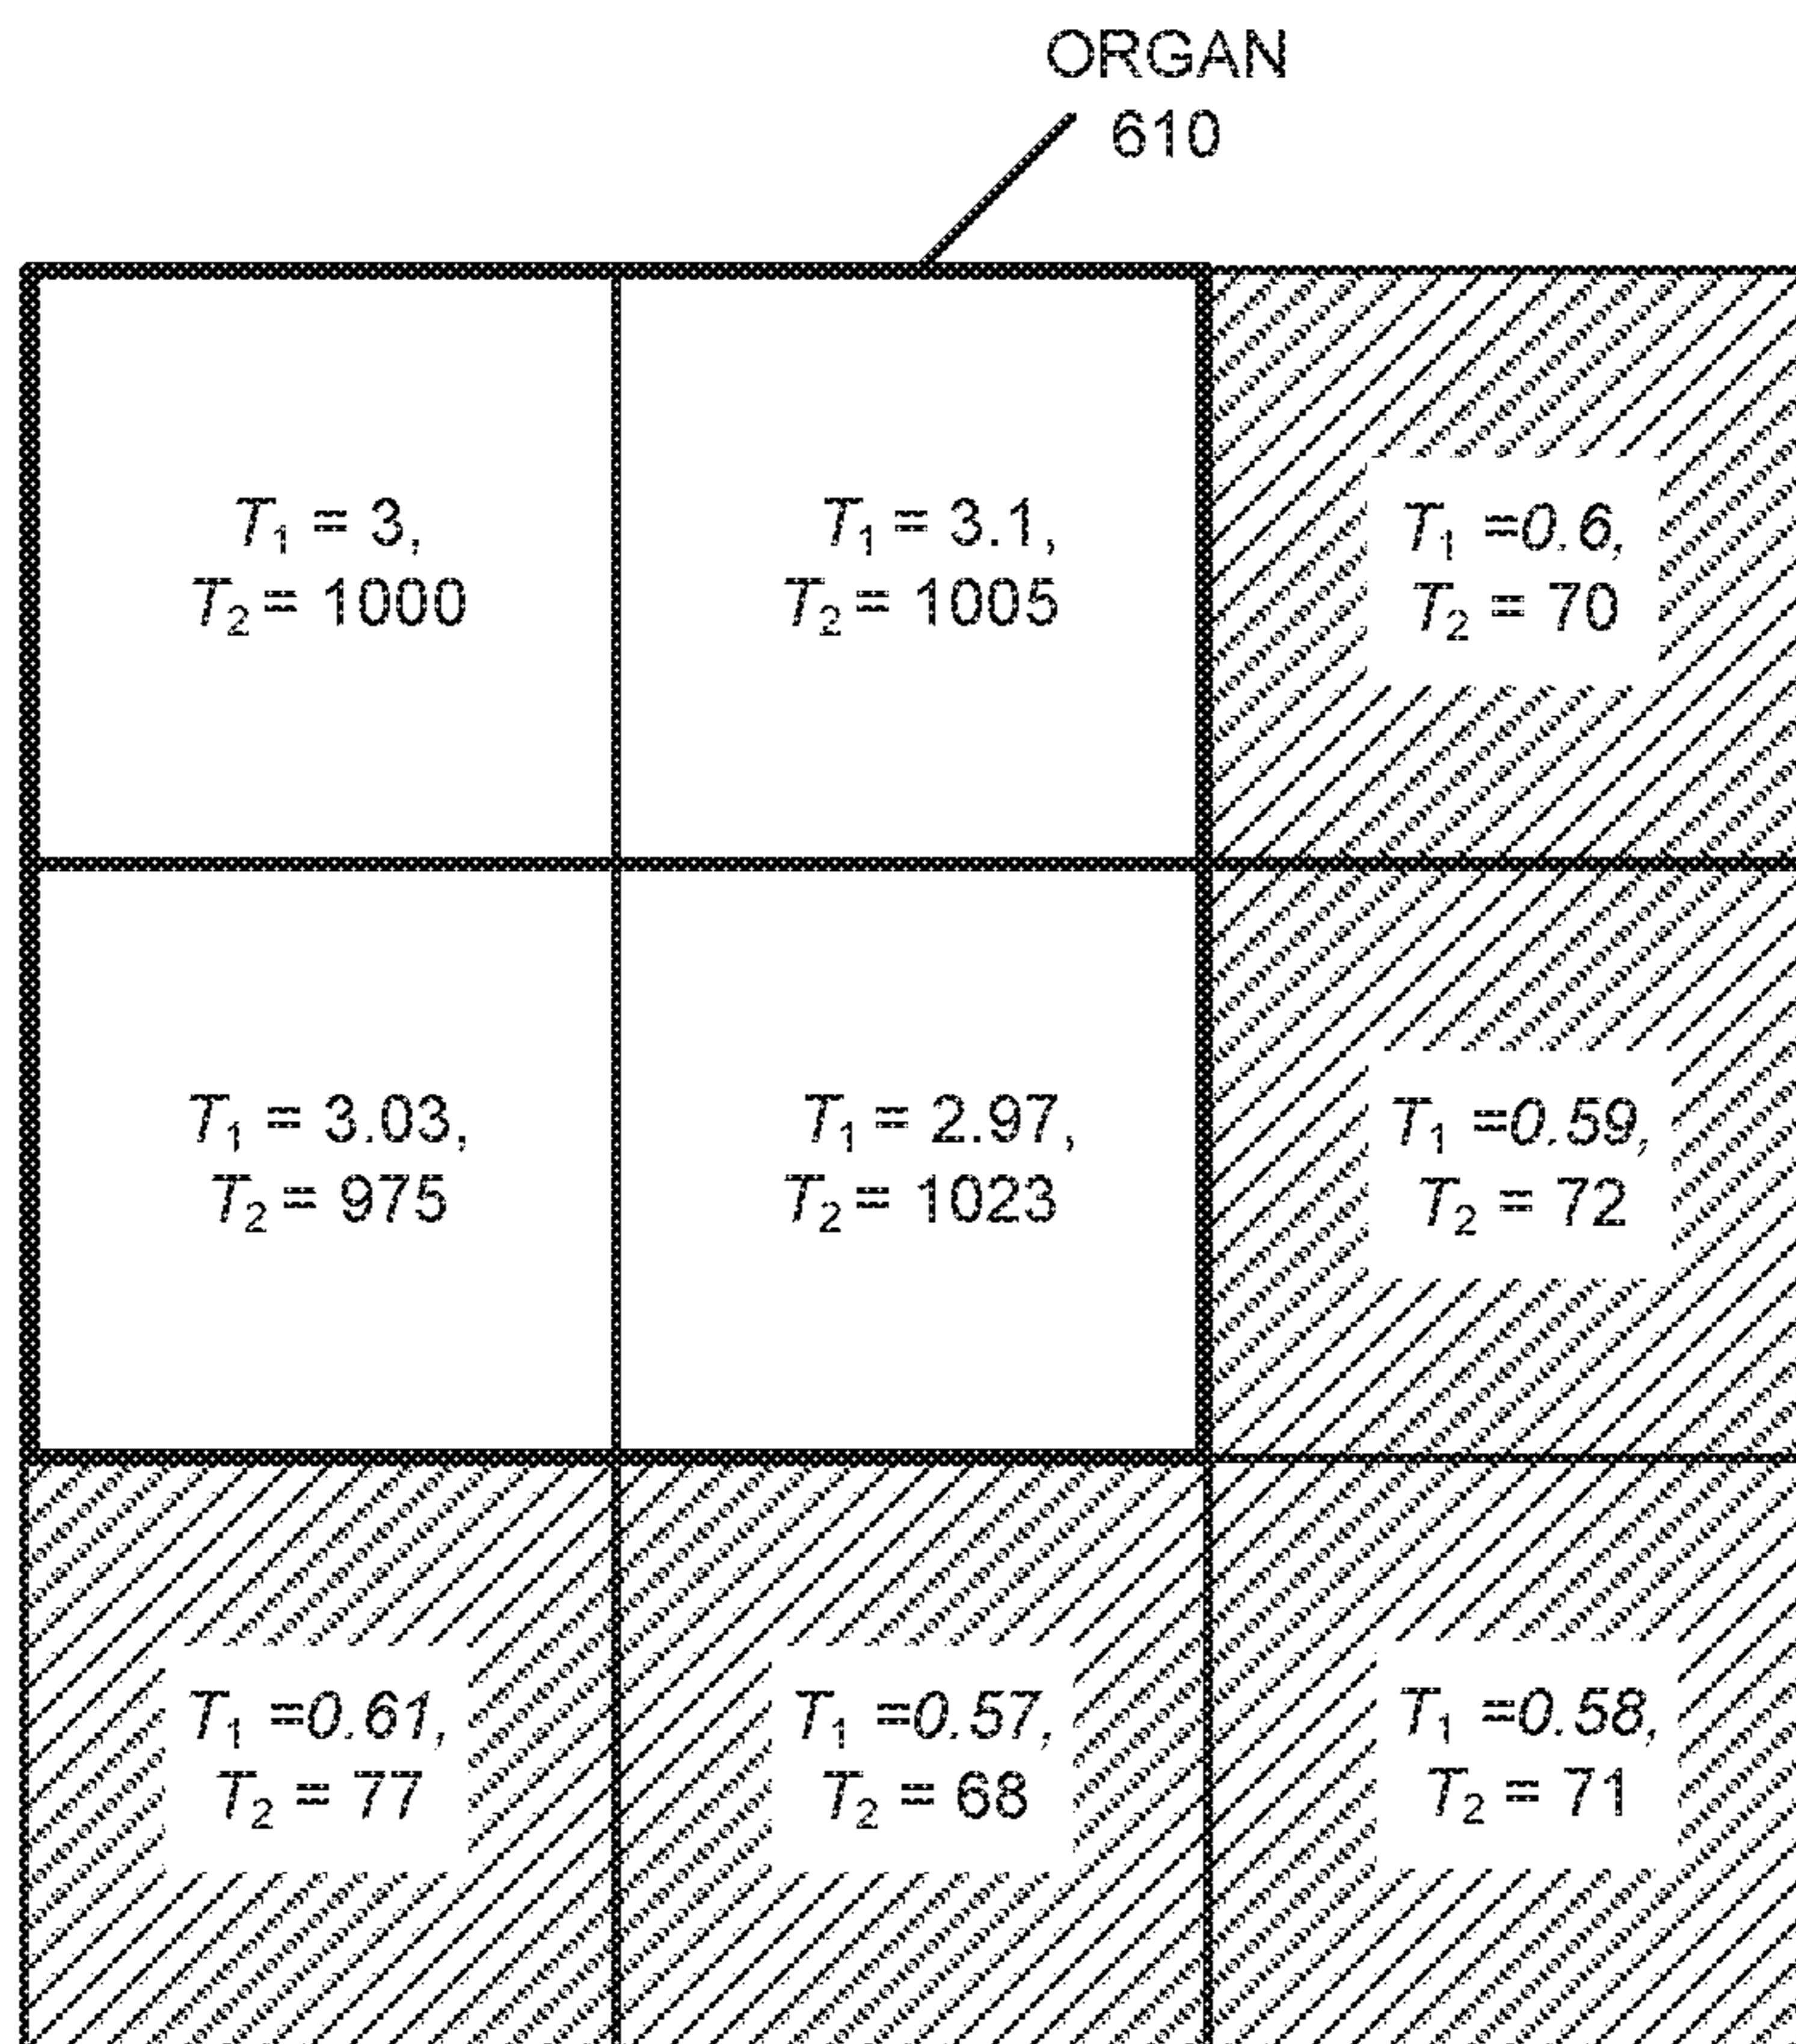 ORGAN
610
T₁ = 3,
T₂ = 1000
T₁ = 3.1,
T₂ = 1005
T₁ =0.6,
T₂ = 70
T₁ = 3.03,
T₂ = 975
T₁ = 2.97,
T₂ = 1023
T₁ =0.59,
T₂ = 72
T₁ =0.61,
T₂ = 77
T₁ =0.57,
T₂ = 68
T₁ =0.58,
T₂ = 71